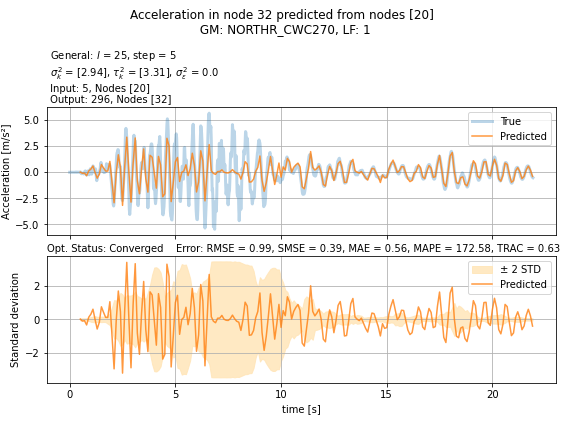 Acceleration in node 32 predicted from nodes [20]
GM: NORTHR_CWC270, LF: 1
General: l = 25, step = 5
σ²ₖ = [2.94], τ²ₖ = [3.31], σ²ε = 0.0
Input: 5, Nodes [20]
Output: 296, Nodes [32]
Acceleration [m/s²]
5.0
2.5
0.0
−2.5
−5.0
True
Predicted
Opt. Status: Converged Error: RMSE = 0.99, SMSE = 0.39, MAE = 0.56, MAPE = 172.58, TRAC = 0.63
Standard deviation
2
0
−2
± 2 STD
Predicted
0 5 10 15 20
time [s]